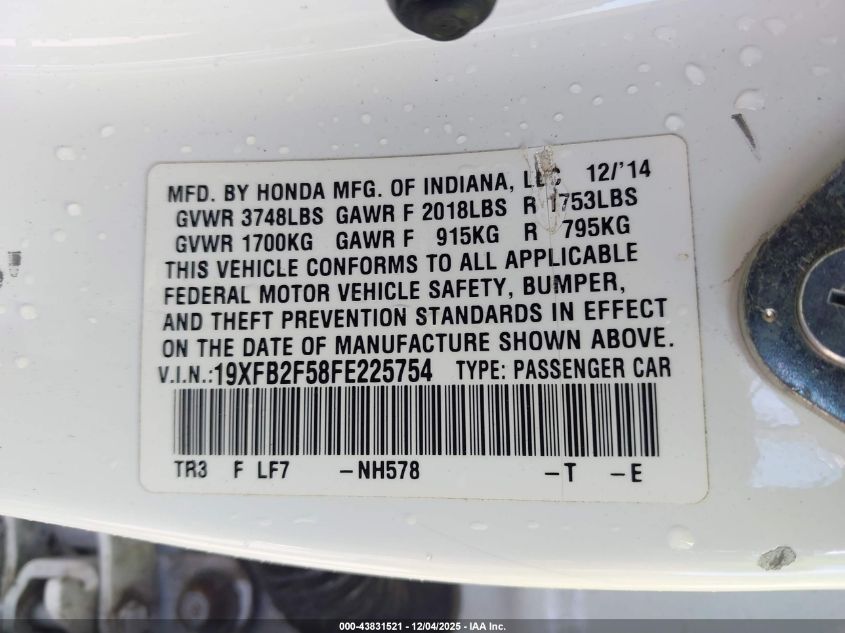 MFD. BY HONDA MFG. OF INDIANA, LLC 12/'14
GVWR 3748LBS GAWR F 2018LBS R 1753LBS
GVWR 1700KG GAWR F 915KG R 795KG
THIS VEHICLE CONFORMS TO ALL APPLICABLE
FEDERAL MOTOR VEHICLE SAFETY, BUMPER,
AND THEFT PREVENTION STANDARDS IN EFFECT
ON THE DATE OF MANUFACTURE SHOWN ABOVE.
V.I.N.:19XFB2F58FE225754 TYPE: PASSENGER CAR
TR3 F LF7 -NH578 -T -E
000-43831521 - 12/04/2025 - IAA Inc.